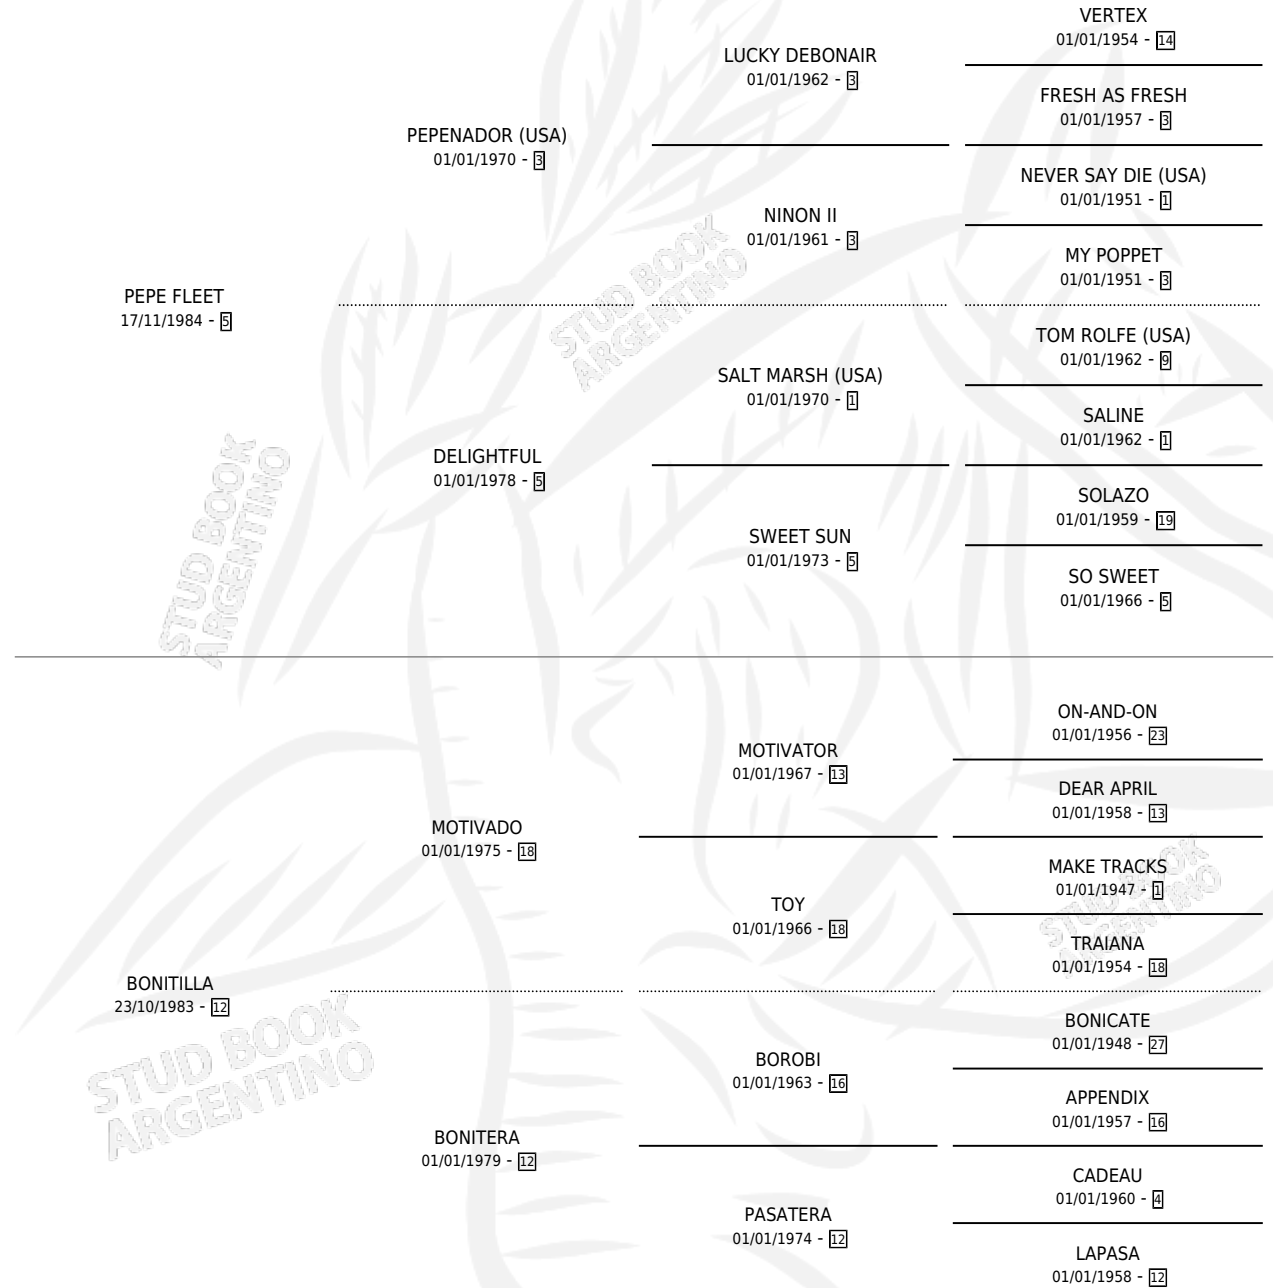 VERTEX
01/01/1954 - 14
LUCKY DEBONAIR
01/01/1962 - 3
FRESH AS FRESH
01/01/1957 - 3
PEPENADOR (USA)
01/01/1970 - 3
NEVER SAY DIE (USA)
01/01/1951 - 1
NINON II
01/01/1961 - 3
MY POPPET
01/01/1951 - 3
PEPE FLEET
17/11/1984 - 5
TOM ROLFE (USA)
01/01/1962 - 9
SALT MARSH (USA)
01/01/1970 - 1
SALINE
01/01/1962 - 1
DELIGHTFUL
01/01/1978 - 5
SOLAZO
01/01/1959 - 19
SWEET SUN
01/01/1973 - 5
SO SWEET
01/01/1966 - 5
STUD BOOK
ARGENTINO
STUD BOOK
ARGENTINO
ON-AND-ON
01/01/1956 - 23
MOTIVATOR
01/01/1967 - 13
DEAR APRIL
01/01/1958 - 13
MOTIVADO
01/01/1975 - 18
MAKE TRACKS
01/01/1947 - 1
TOY
01/01/1966 - 18
TRAIANA
01/01/1954 - 18
BONITILLA
23/10/1983 - 12
BONICATE
01/01/1948 - 27
BOROBI
01/01/1963 - 16
APPENDIX
01/01/1957 - 16
BONITERA
01/01/1979 - 12
CADEAU
01/01/1960 - 4
PASATERA
01/01/1974 - 12
LAPASA
01/01/1958 - 12
STUD BOOK
ARGENTINO
STUD BOOK
ARGENTINO